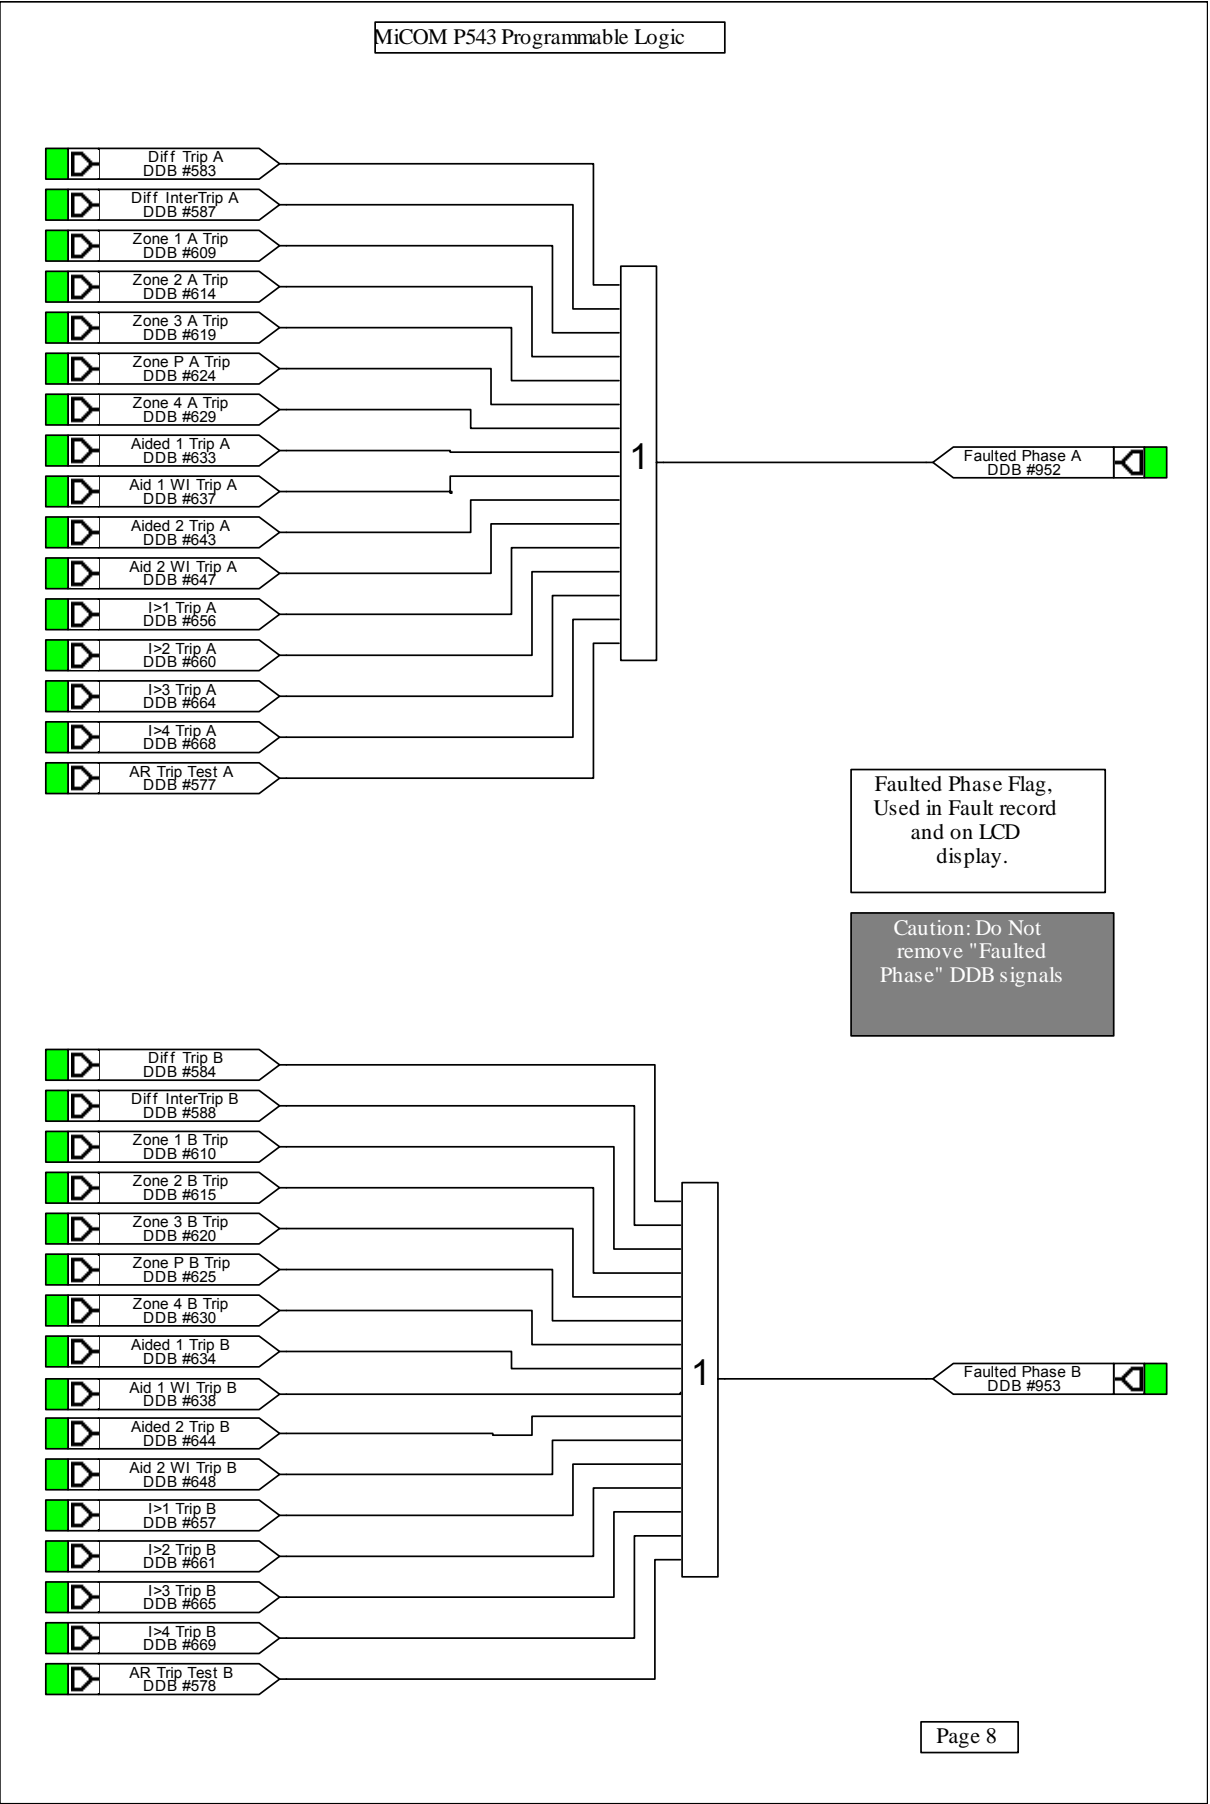 MiCOM P543 Programmable Logic
Diff Trip A
DDB #583
Diff InterTrip A
DDB #587
Zone 1 A Trip
DDB #609
Zone 2 A Trip
DDB #614
Zone 3 A Trip
DDB #619
Zone P A Trip
DDB #624
Zone 4 A Trip
DDB #629
Aided 1 Trip A
DDB #633
Aid 1 WI Trip A
DDB #637
Aided 2 Trip A
DDB #643
Aid 2 WI Trip A
DDB #647
I>1 Trip A
DDB #656
I>2 Trip A
DDB #660
I>3 Trip A
DDB #664
I>4 Trip A
DDB #668
AR Trip Test A
DDB #577
1
Faulted Phase A
DDB #952
Faulted Phase Flag,
Used in Fault record
and on LCD
display.
Caution: Do Not
remove "Faulted
Phase" DDB signals
Diff Trip B
DDB #584
Diff InterTrip B
DDB #588
Zone 1 B Trip
DDB #610
Zone 2 B Trip
DDB #615
Zone 3 B Trip
DDB #620
Zone P B Trip
DDB #625
Zone 4 B Trip
DDB #630
Aided 1 Trip B
DDB #634
Aid 1 WI Trip B
DDB #638
Aided 2 Trip B
DDB #644
Aid 2 WI Trip B
DDB #648
I>1 Trip B
DDB #657
I>2 Trip B
DDB #661
I>3 Trip B
DDB #665
I>4 Trip B
DDB #669
AR Trip Test B
DDB #578
1
Faulted Phase B
DDB #953
Page 8